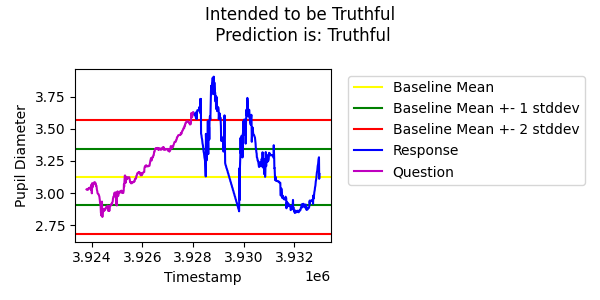 Intended to be Truthful
Prediction is: Truthful
Pupil Diameter
3.75
3.50
3.25
3.00
2.75
3.924
3.926
3.928
3.930
3.932
1e6
Timestamp
Baseline Mean
Baseline Mean +- 1 stddev
Baseline Mean +- 2 stddev
Response
Question